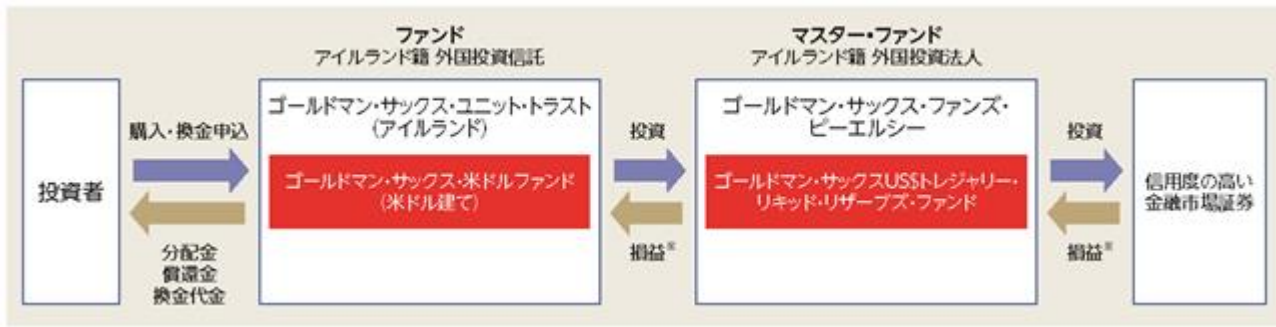 ファンド
アイルランド籍 外国投資信託
マスター・ファンド
アイルランド籍 外国投資法人
投資者
購入・換金申込
分配金
償還金
換金代金
ゴールドマン・サックス・ユニット・トラスト
(アイルランド)
ゴールドマン・サックス・米ドルファンド
(米ドル建て)
投資
損益※
ゴールドマン・サックス・ファンズ・
ピーエルシー
ゴールドマン・サックスUS$トレジャリー・
リキッド・リザーブズ・ファンド
投資
損益※
信用度の高い
金融市場証券